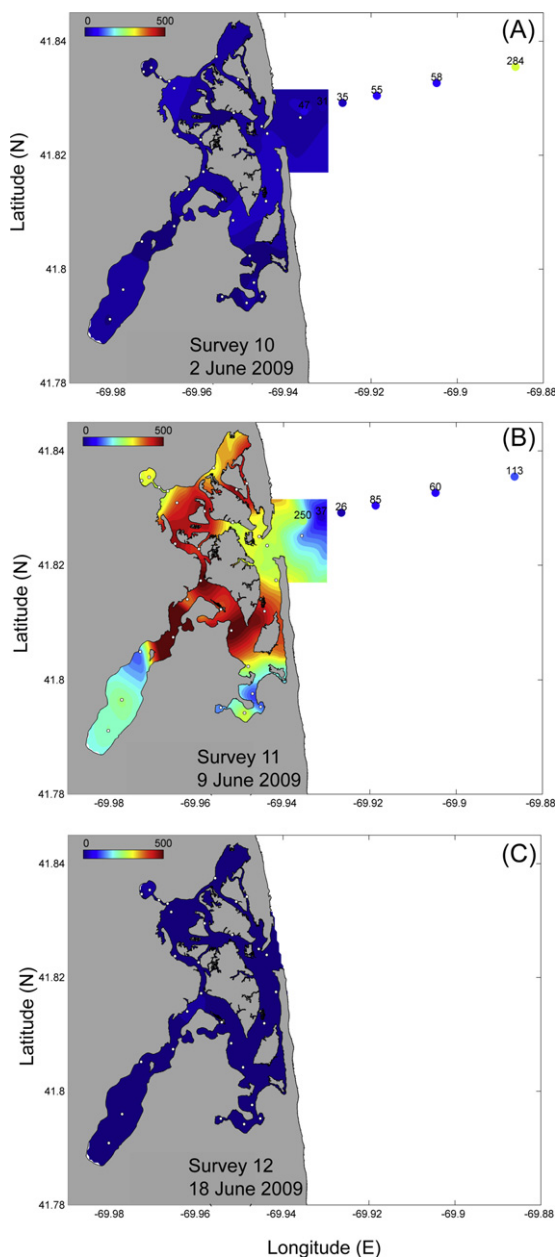 41.84
0 500
(A)
284
58
55
35
31
47
Latitude (N)
41.82
41.8
Survey 10
2 June 2009
41.78
-69.98 -69.96 -69.94 -69.92 -69.9 -69.88
41.84
0 500
(B)
113
60
85
26
37
250
Latitude (N)
41.82
41.8
Survey 11
9 June 2009
41.78
-69.98 -69.96 -69.94 -69.92 -69.9 -69.88
41.84
0 500
(C)
Latitude (N)
41.82
41.8
Survey 12
18 June 2009
41.78
-69.98 -69.96 -69.94 -69.92 -69.9 -69.88
Longitude (E)